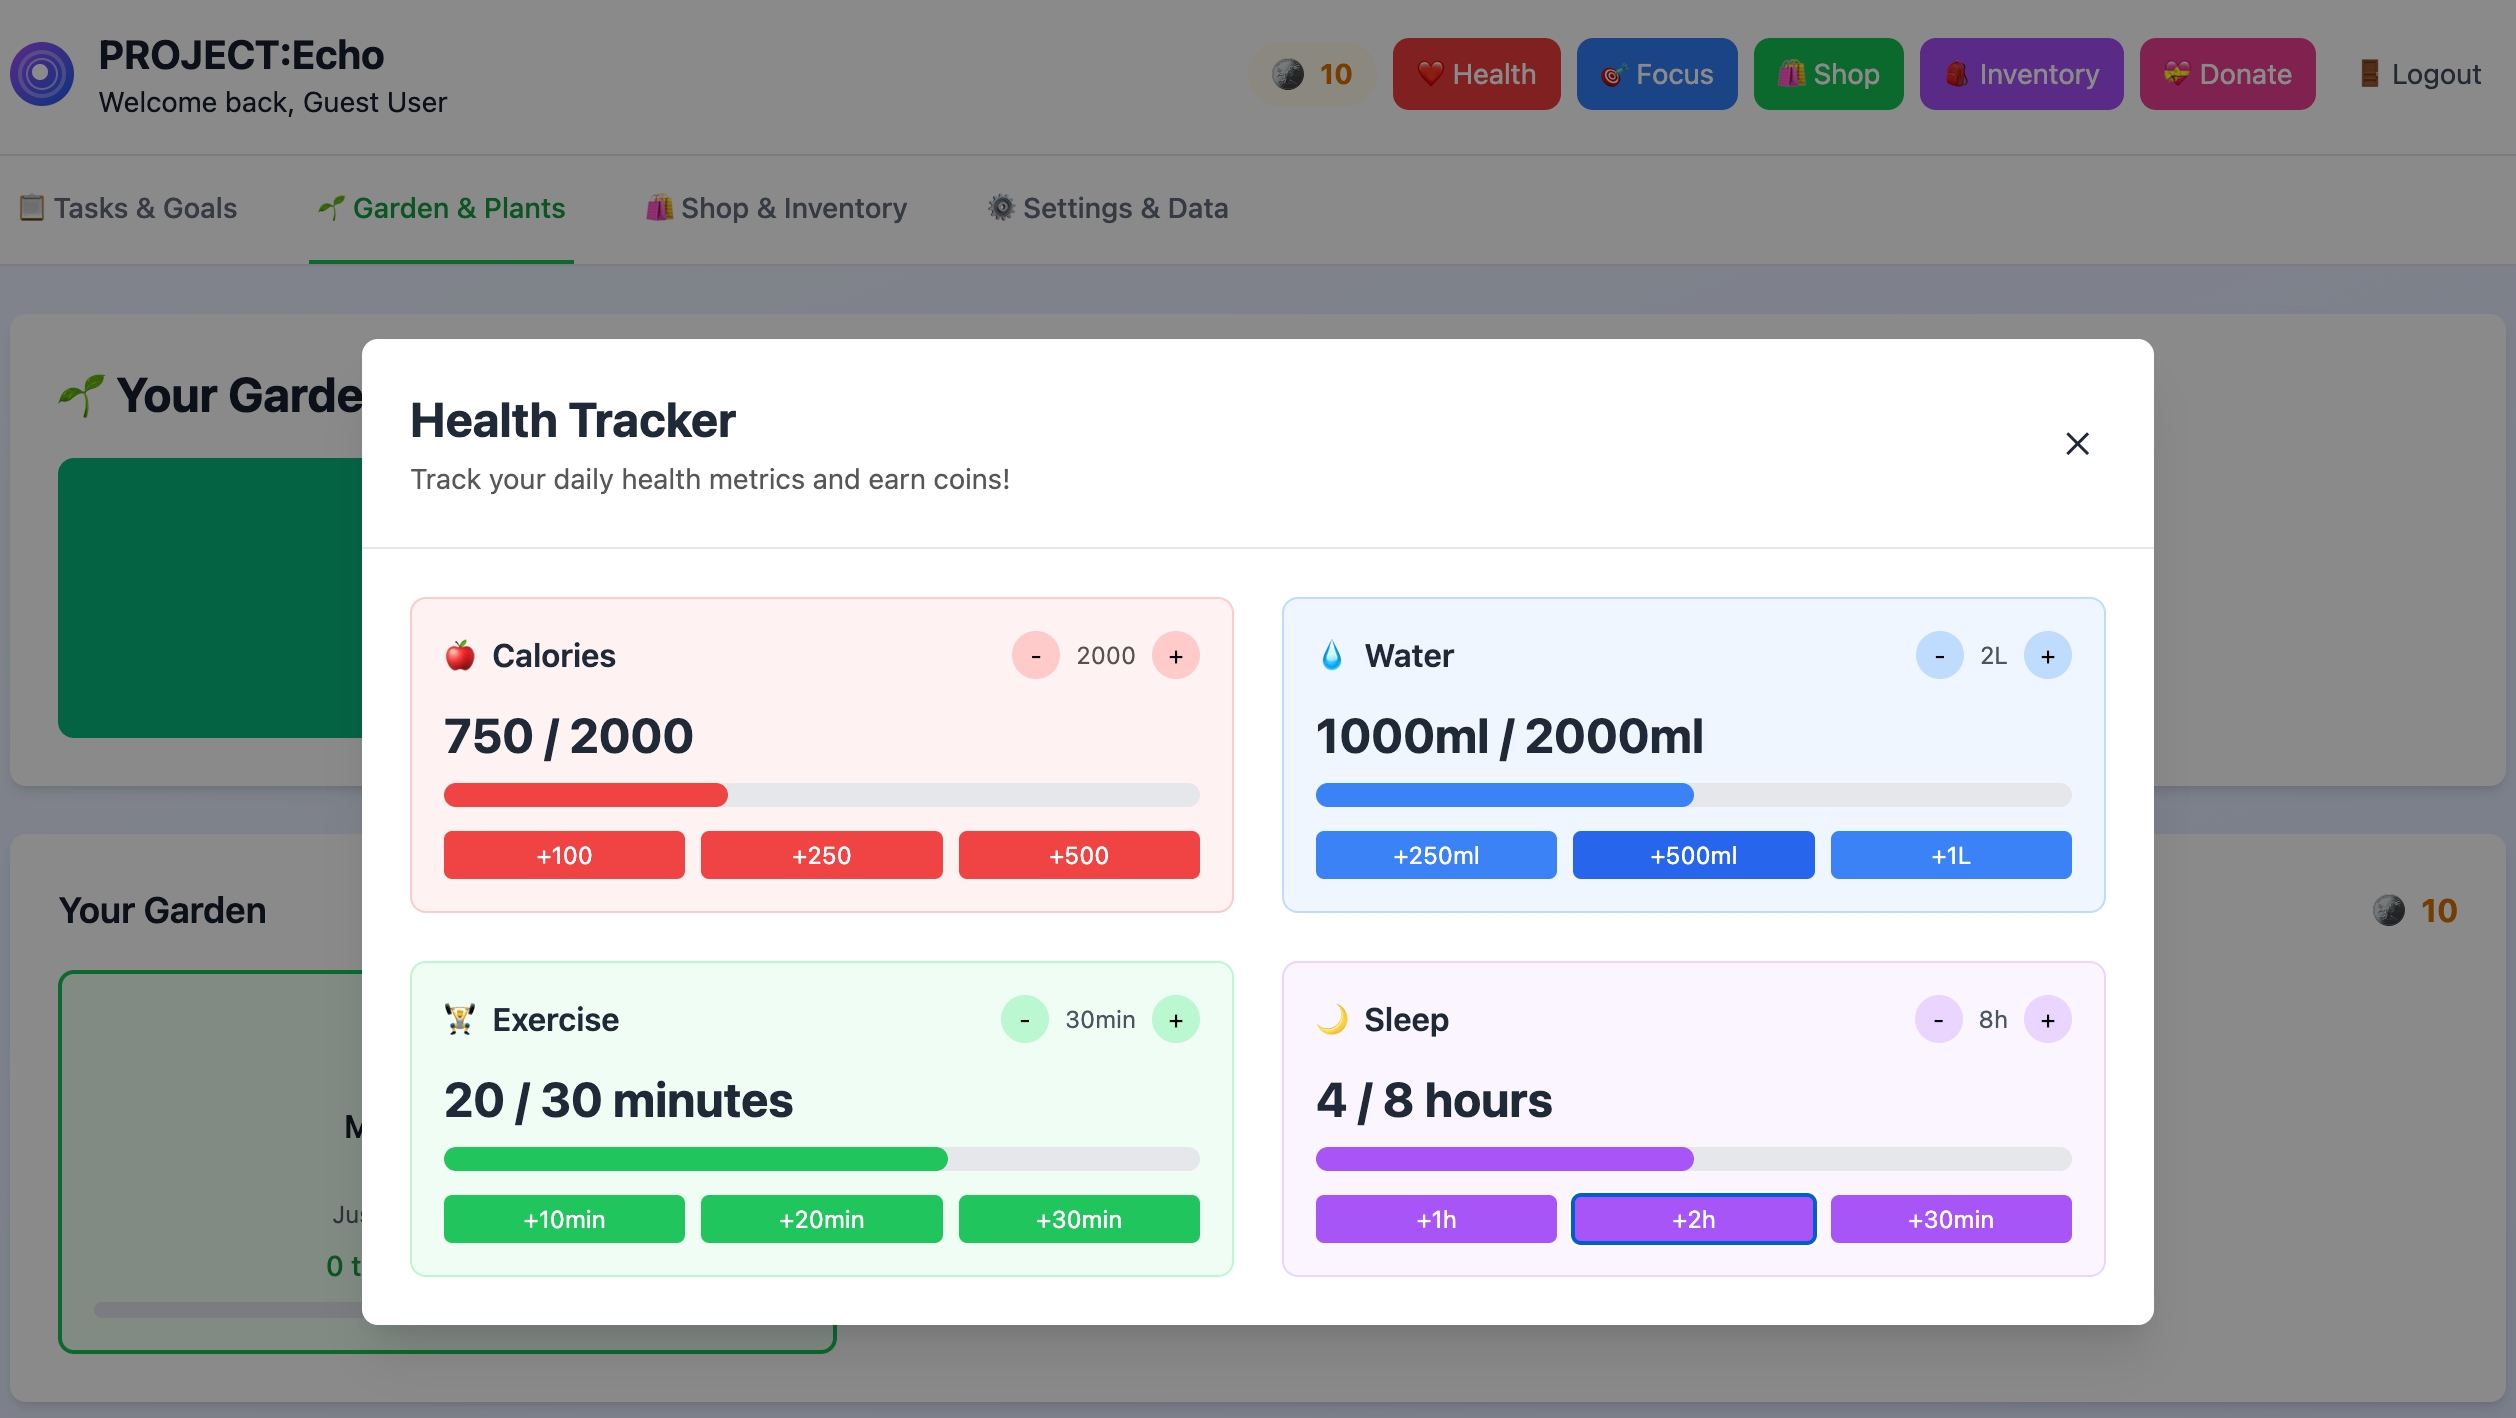 PROJECT:Echo
Welcome back, Guest User
10
Health
Focus
Shop
Inventory
Donate
Logout
Tasks & Goals
Garden & Plants
Shop & Inventory
Settings & Data
Your Garde
Health Tracker
Track your daily health metrics and earn coins!
Calories
- 2000 +
750 / 2000
+100
+250
+500
Water
- 2L +
1000ml / 2000ml
+250ml
+500ml
+1L
Your Garden
10
Exercise
- 30min +
20 / 30 minutes
+10min
+20min
+30min
Sleep
- 8h +
4 / 8 hours
+1h
+2h
+30min
0 t